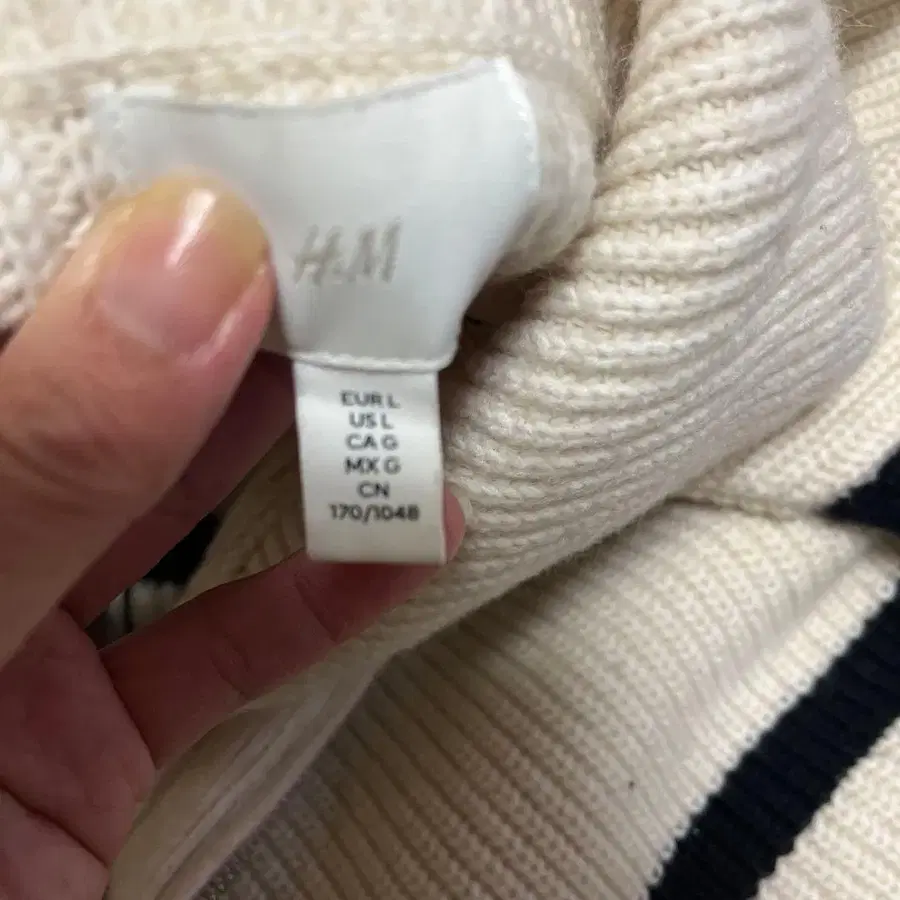 H&M
EUR L
US L
CA G
MX G
CN
170/104B